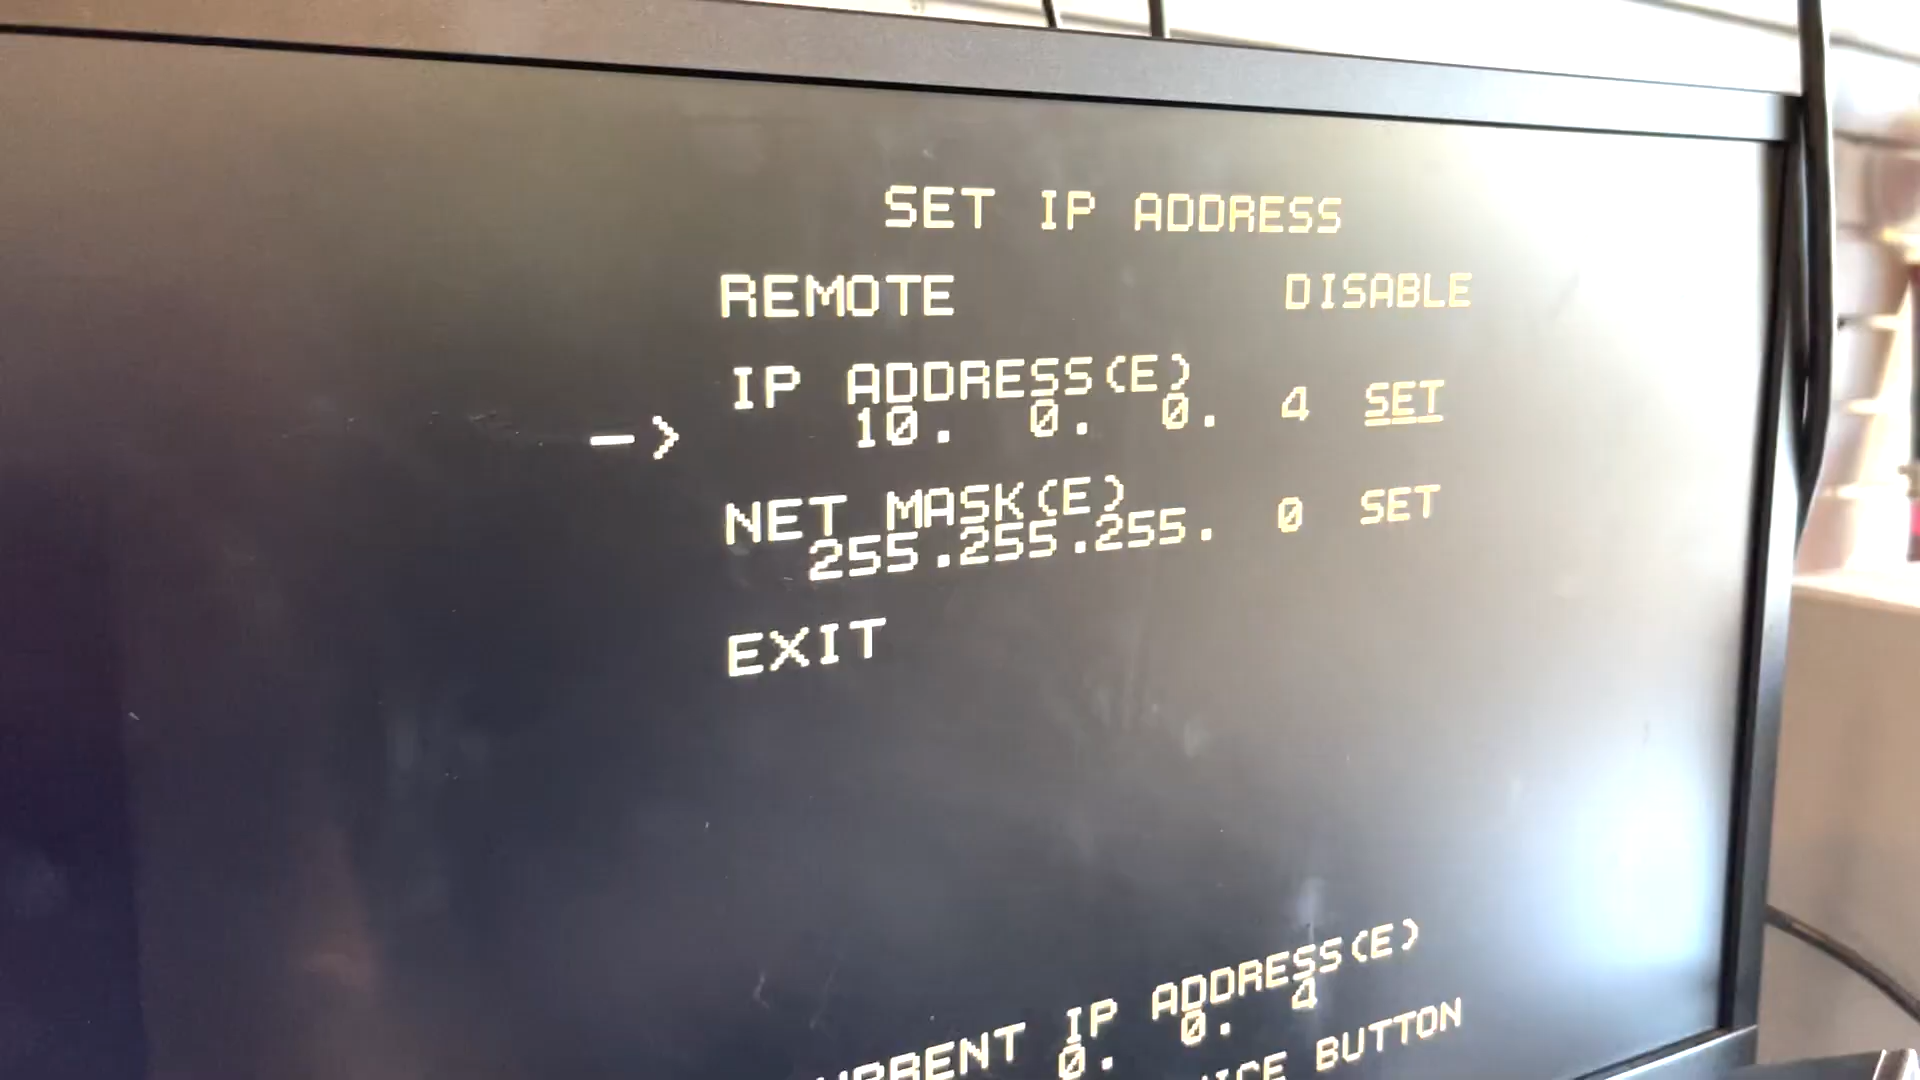 SET IP ADDRESS
REMOTE DISABLE
IP ADDRESS(E)
-> 10. 0. 0. 4 SET
NET MASK(E)
255.255.255. 0 SET
EXIT
CURRENT IP ADDRESS(E)
0. 0. 4
BUTTON